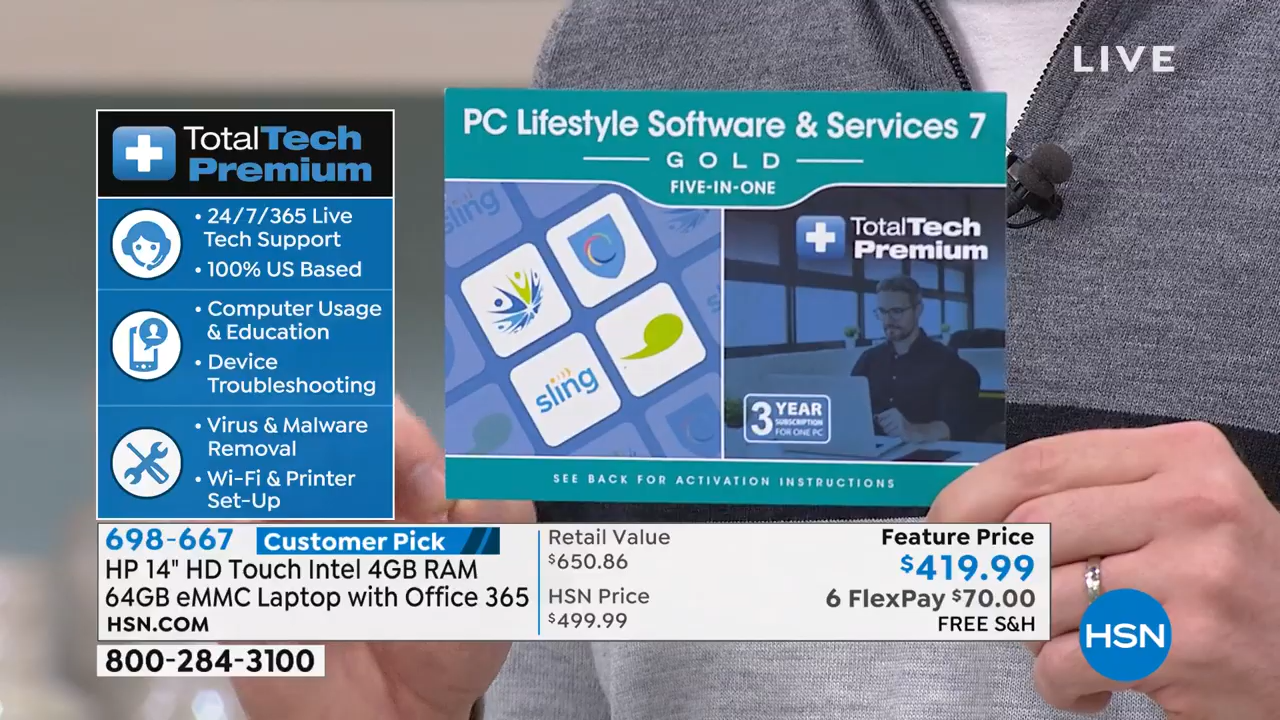 LIVE
TotalTech
Premium
• 24/7/365 Live
Tech Support
• 100% US Based
• Computer Usage
& Education
• Device
Troubleshooting
• Virus & Malware
Removal
• Wi-Fi & Printer
Set-Up
PC Lifestyle Software & Services 7
GOLD
FIVE-IN-ONE
sling
sling
TotalTech
Premium
3 YEAR
SUBSCRIPTION
FOR ONE PC
SEE BACK FOR ACTIVATION INSTRUCTIONS
698-667 Customer Pick
HP 14" HD Touch Intel 4GB RAM
64GB eMMC Laptop with Office 365
HSN.COM
Retail Value
$650.86
HSN Price
$499.99
Feature Price
$419.99
6 FlexPay $70.00
FREE S&H
HSN
800-284-3100